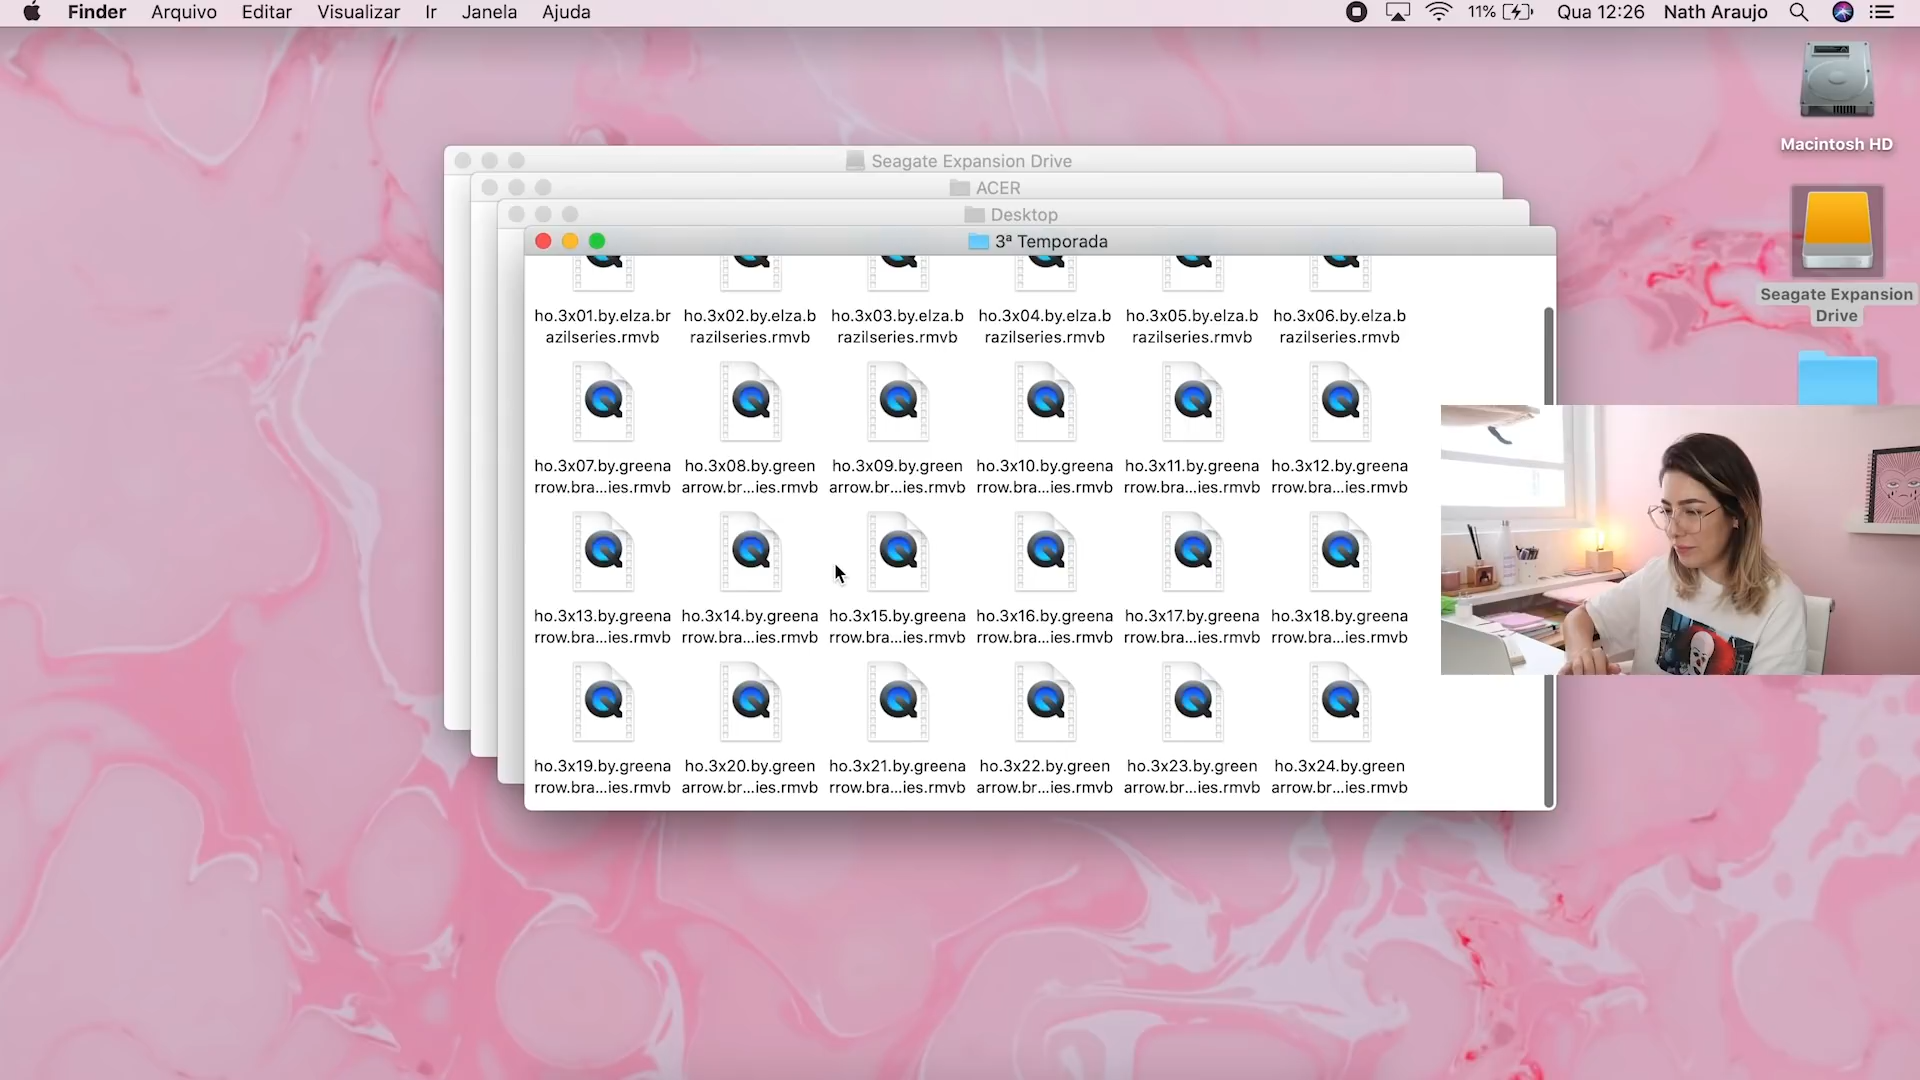 Finder Arquivo Editar Visualizar Ir Janela Ajuda 11% Qua 12:26 Nath Araujo
Macintosh HD
Seagate Expansion Drive
ACER
Desktop
3ª Temporada
Seagate Expansion
Drive
ho.3x01.by.elza.br ho.3x02.by.elza.b ho.3x03.by.elza.b ho.3x04.by.elza.b ho.3x05.by.elza.b ho.3x06.by.elza.b
azilseries.rmvb razilseries.rmvb razilseries.rmvb razilseries.rmvb razilseries.rmvb razilseries.rmvb
ho.3x07.by.greena ho.3x08.by.green ho.3x09.by.green ho.3x10.by.greena ho.3x11.by.greena ho.3x12.by.greena
rrow.bra...ies.rmvb arrow.br...ies.rmvb arrow.br...ies.rmvb rrow.bra...ies.rmvb rrow.bra...ies.rmvb rrow.bra...ies.rmvb
ho.3x13.by.greena ho.3x14.by.greena ho.3x15.by.greena ho.3x16.by.greena ho.3x17.by.greena ho.3x18.by.greena
rrow.bra...ies.rmvb rrow.bra...ies.rmvb rrow.bra...ies.rmvb rrow.bra...ies.rmvb rrow.bra...ies.rmvb rrow.bra...ies.rmvb
ho.3x19.by.greena ho.3x20.by.green ho.3x21.by.greena ho.3x22.by.green ho.3x23.by.green ho.3x24.by.green
rrow.bra...ies.rmvb arrow.br...ies.rmvb rrow.bra...ies.rmvb arrow.br...ies.rmvb arrow.br...ies.rmvb arrow.br...ies.rmvb